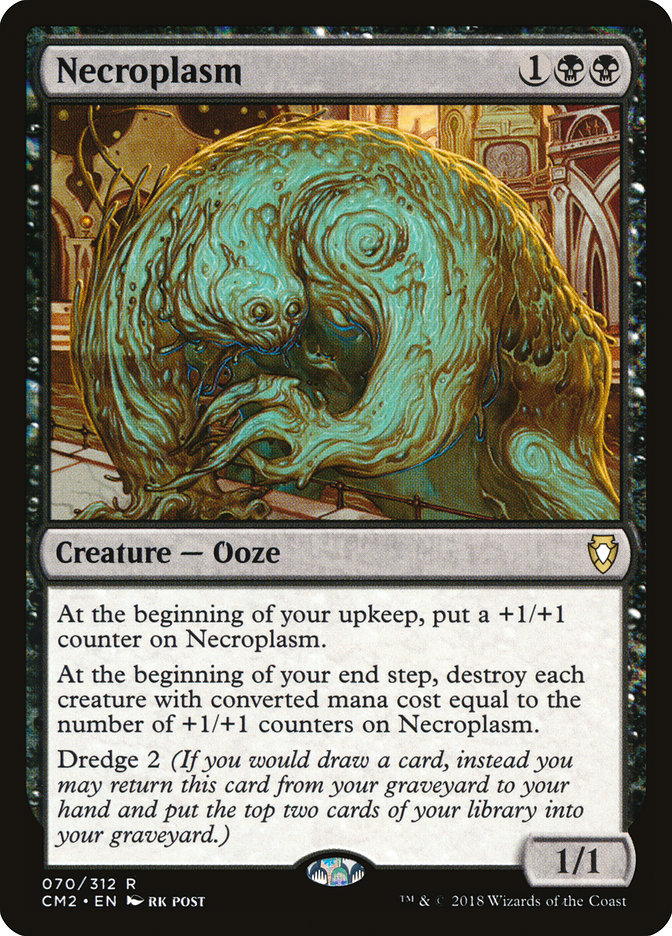 Necroplasm 1
Creature — Ooze
At the beginning of your upkeep, put a +1/+1
counter on Necroplasm.
At the beginning of your end step, destroy each
creature with converted mana cost equal to the
number of +1/+1 counters on Necroplasm.
Dredge 2 (If you would draw a card, instead you
may return this card from your graveyard to your
hand and put the top two cards of your library into
your graveyard.)
1/1
070/312 R
CM2 • EN RK POST ™ & © 2018 Wizards of the Coast